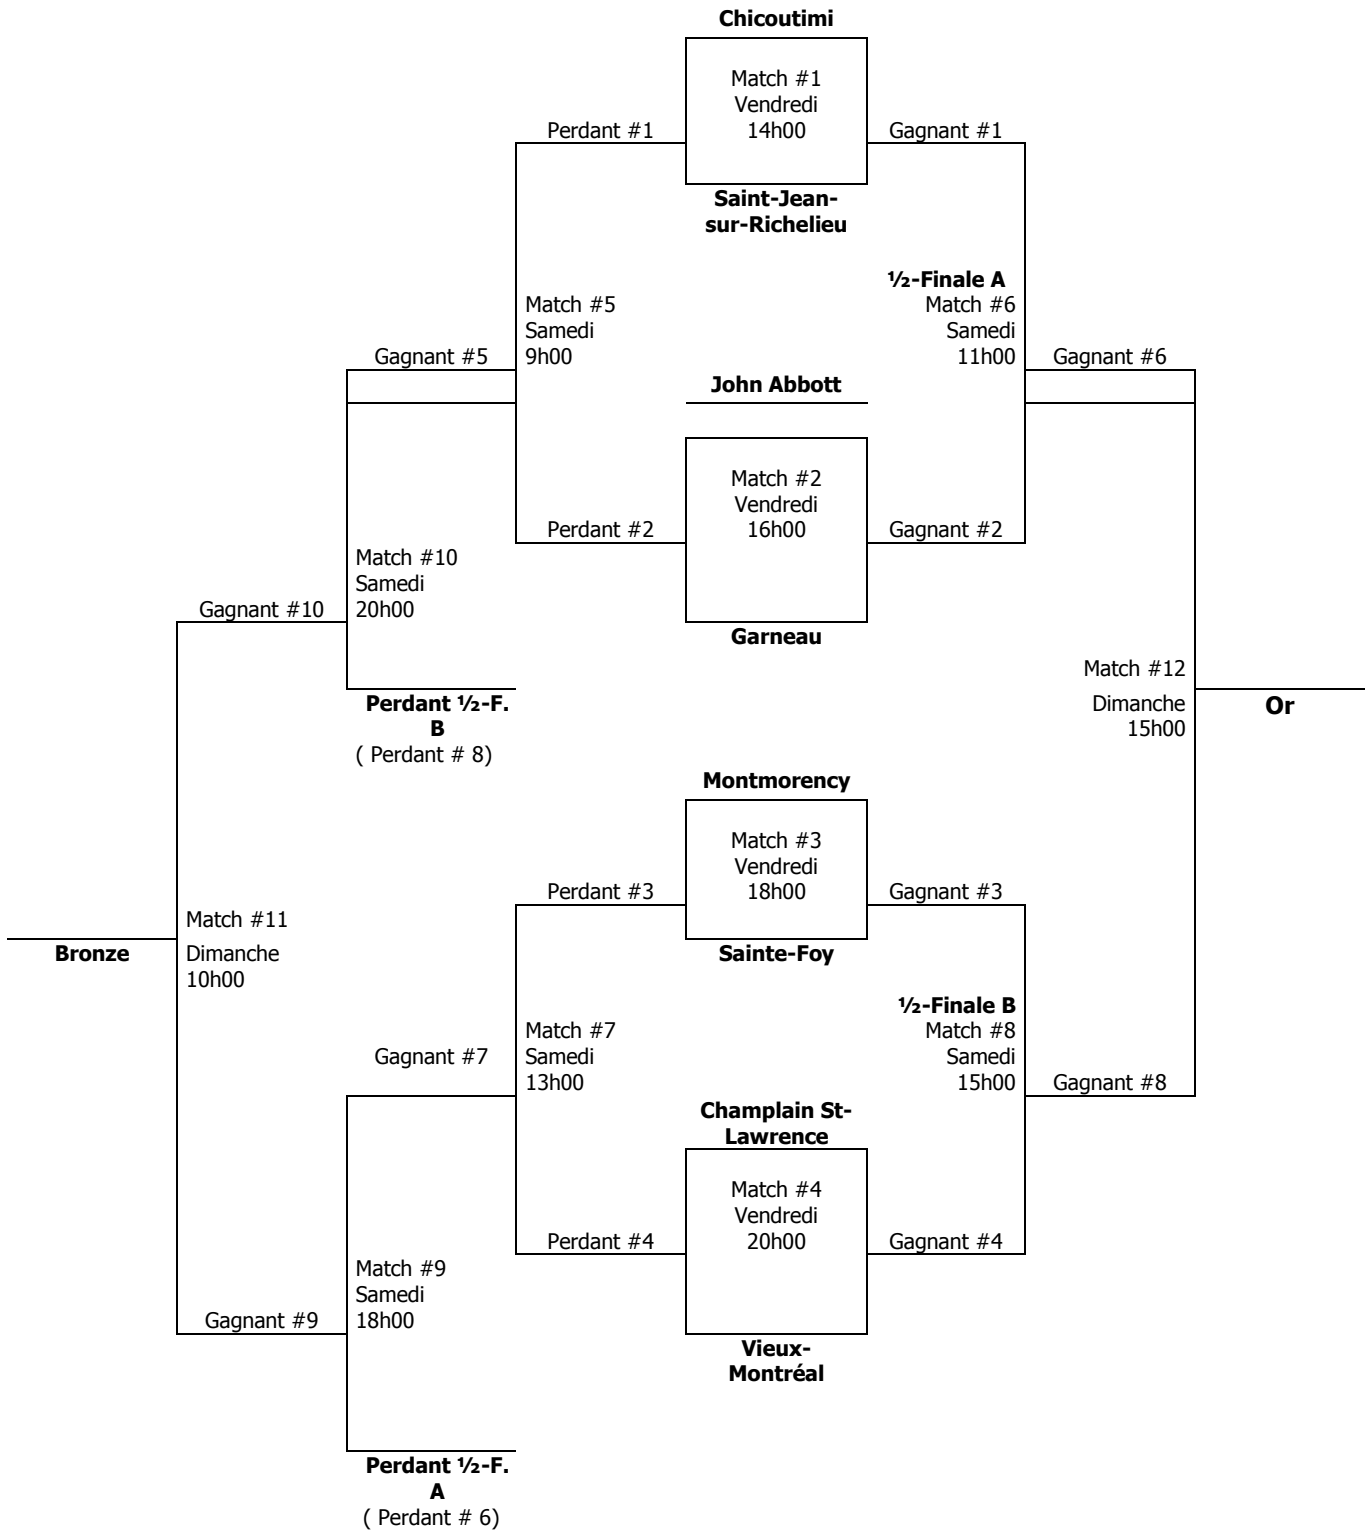 Chicoutimi
Match #1
Vendredi
14h00
Perdant #1
Gagnant #1
Saint-Jean-
sur-Richelieu
½-Finale A
Match #5
Samedi
9h00
Match #6
Samedi
11h00
Gagnant #5
Gagnant #6
John Abbott
Match #2
Vendredi
16h00
Perdant #2
Gagnant #2
Match #10
Samedi
20h00
Gagnant #10
Garneau
Match #12
Dimanche
15h00
Or
Perdant ½-F.
B
( Perdant # 8)
Montmorency
Match #3
Vendredi
18h00
Perdant #3
Gagnant #3
Match #11
Dimanche
10h00
Bronze
Sainte-Foy
½-Finale B
Match #7
Samedi
13h00
Match #8
Samedi
15h00
Gagnant #7
Gagnant #8
Champlain St-
Lawrence
Match #4
Vendredi
20h00
Perdant #4
Gagnant #4
Match #9
Samedi
18h00
Gagnant #9
Vieux-
Montréal
Perdant ½-F.
A
( Perdant # 6)